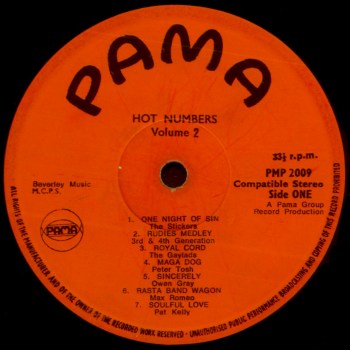 PAMA
HOT NUMBERS
Volume 2
33⅓ r.p.m.
PMP 2009
Compatible Stereo
Side ONE
A Pama Group
Record Production
Beverley Music
M.C.P.S.
PAMA
1. ONE NIGHT OF SIN
The Slickers
2. RUDIES MEDLEY
3rd & 4th Generation
3. ROYAL CORD
The Gaylads
4. MAGA DOG
Peter Tosh
5. SINCERELY
Owen Gray
6. RASTA BAND WAGON
Max Romeo
7. SOULFUL LOVE
Pat Kelly
ALL RIGHTS OF THE MANUFACTURER AND OF THE OWNER OF THE RECORDED WORK RESERVED - UNAUTHORISED PUBLIC PERFORMANCE BROADCASTING AND COPYING OF THIS RECORD PROHIBITED